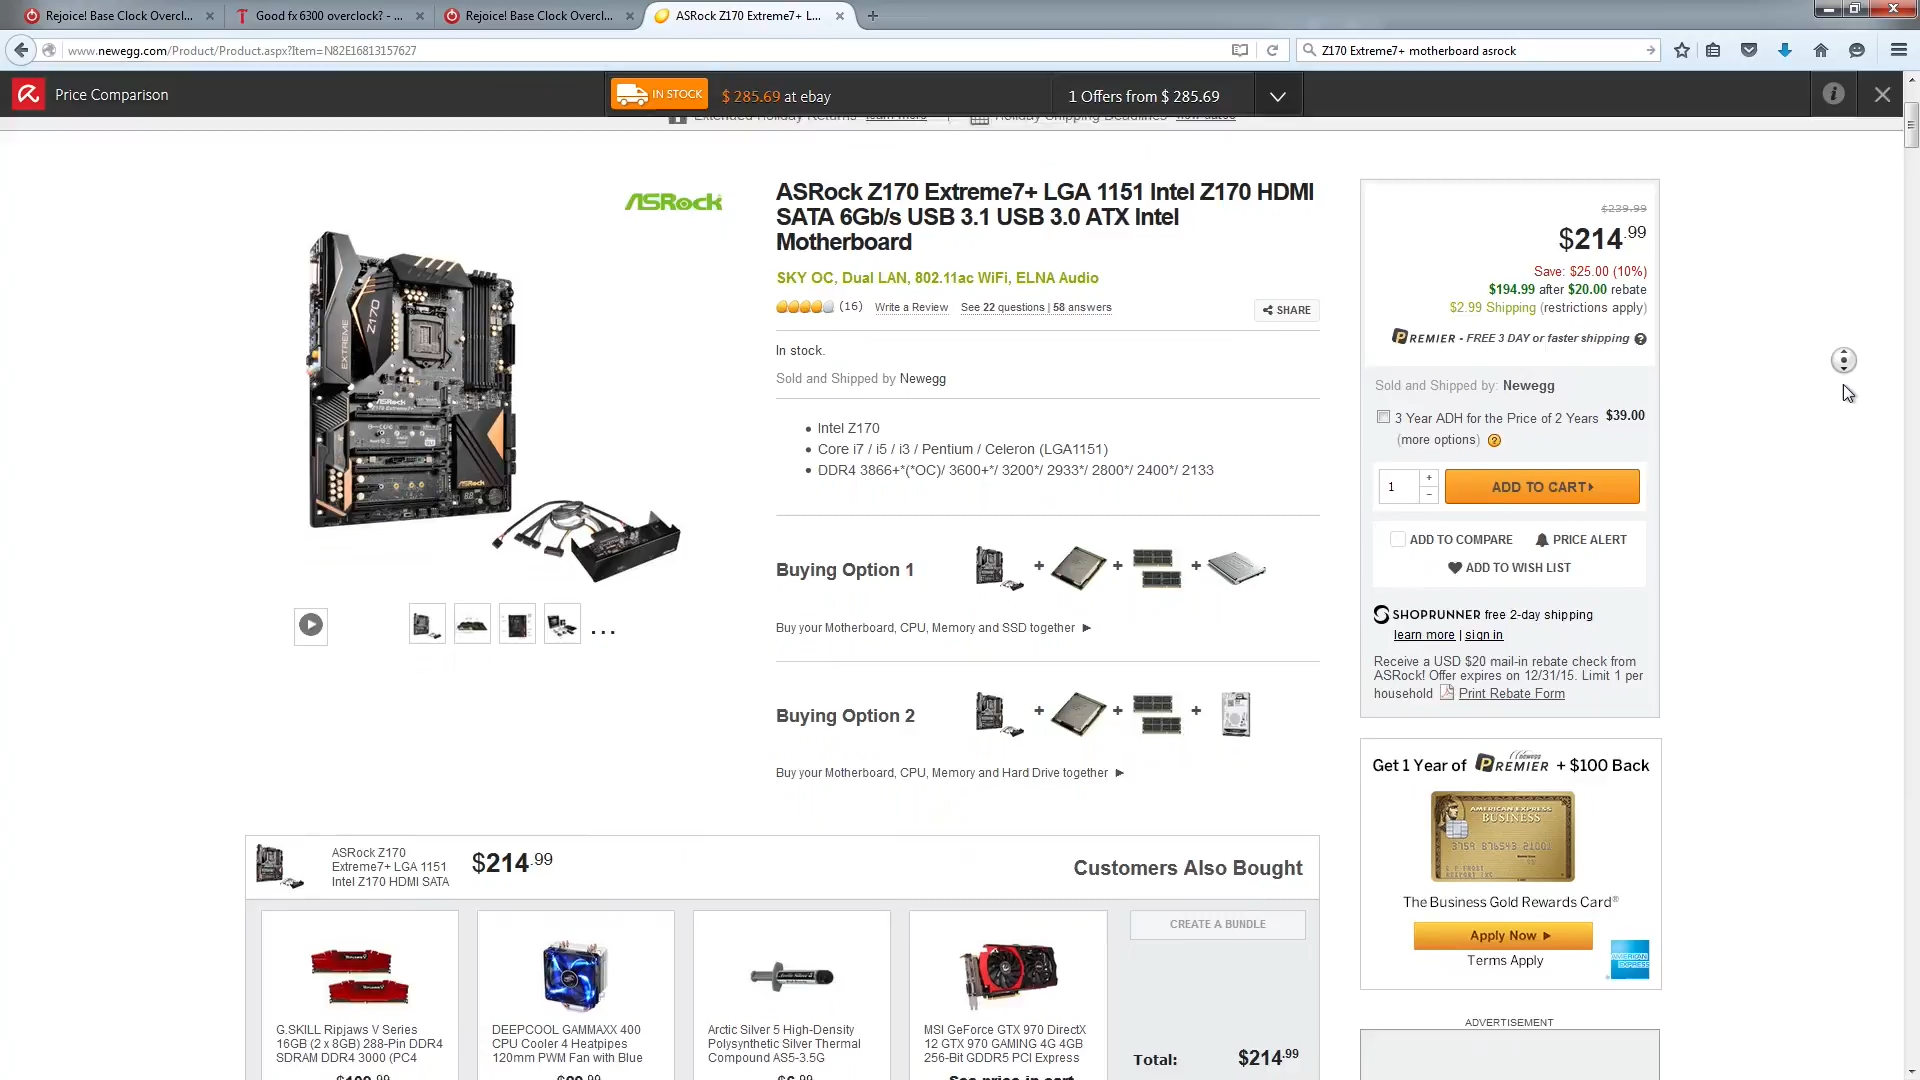 Rejoice! Base Clock Overcl...
Good fx 6300 overclock? - ...
Rejoice! Base Clock Overcl...
ASRock Z170 Extreme7+ L...
www.newegg.com/Product/Product.aspx?Item=N82E16813157627
Z170 Extreme7+ motherboard asrock
Price Comparison
IN STOCK
$ 285.69 at ebay
1 Offers from $ 285.69
Extended Holiday Returns learn more
Holiday Shipping Deadlines view dates
ASRock
ASRock Z170 Extreme7+ LGA 1151 Intel Z170 HDMI
SATA 6Gb/s USB 3.1 USB 3.0 ATX Intel
Motherboard
SKY OC, Dual LAN, 802.11ac WiFi, ELNA Audio
(16) Write a Review See 22 questions | 58 answers
SHARE
In stock.
Sold and Shipped by Newegg
• Intel Z170
• Core i7 / i5 / i3 / Pentium / Celeron (LGA1151)
• DDR4 3866+*(*OC)/ 3600+*/ 3200*/ 2933*/ 2800*/ 2400*/ 2133
Buying Option 1
+ + +
Buy your Motherboard, CPU, Memory and SSD together
Buying Option 2
+ + +
Buy your Motherboard, CPU, Memory and Hard Drive together
Z170
EXTREME
ASRock
Z170 Extreme7+
ASRock
...
$239.99
$214.99
Save: $25.00 (10%)
$194.99 after $20.00 rebate
$2.99 Shipping (restrictions apply)
PREMIER - FREE 3 DAY or faster shipping ?
Sold and Shipped by: Newegg
3 Year ADH for the Price of 2 Years $39.00
(more options) ?
1
+
−
ADD TO CART
ADD TO COMPARE
PRICE ALERT
ADD TO WISH LIST
SHOPRUNNER free 2-day shipping
learn more | sign in
Receive a USD $20 mail-in rebate check from
ASRock! Offer expires on 12/31/15. Limit 1 per
household Print Rebate Form
Get 1 Year of newegg PREMIER + $100 Back
AMERICAN EXPRESS
BUSINESS
3759 876543 21001
The Business Gold Rewards Card®
Apply Now
AMERICAN EXPRESS
Terms Apply
ADVERTISEMENT
ASRock Z170
Extreme7+ LGA 1151
Intel Z170 HDMI SATA
$214.99
Customers Also Bought
G.SKILL Ripjaws V Series
16GB (2 x 8GB) 288-Pin DDR4
SDRAM DDR4 3000 (PC4
DEEPCOOL GAMMAXX 400
CPU Cooler 4 Heatpipes
120mm PWM Fan with Blue
Arctic Silver 5 High-Density
Polysynthetic Silver Thermal
Compound AS5-3.5G
MSI GeForce GTX 970 DirectX
12 GTX 970 GAMING 4G 4GB
256-Bit GDDR5 PCI Express
See price in cart
CREATE A BUNDLE
Total: $214.99